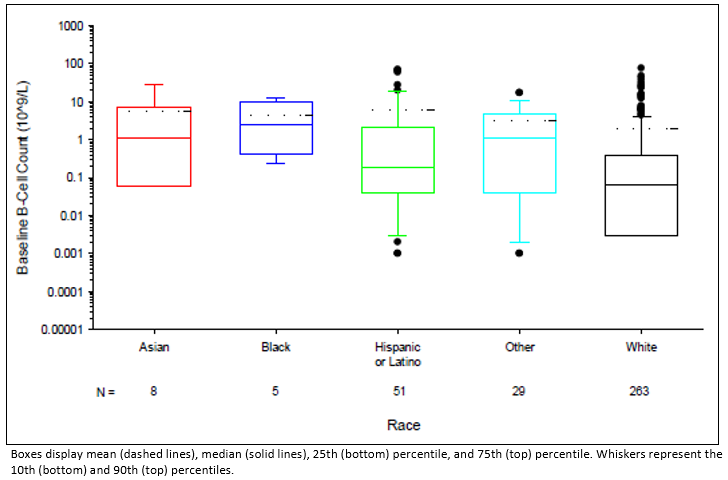 1000
100
10
1
0.1
0.01
0.001
0.0001
0.00001
Baseline B-Cell Count (10^9/L)
Asian Black Hispanic or Latino Other White
N = 8 5 51 29 263
Race
Boxes display mean (dashed lines), median (solid lines), 25th (bottom) percentile, and 75th (top) percentile. Whiskers represent the
10th (bottom) and 90th (top) percentiles.